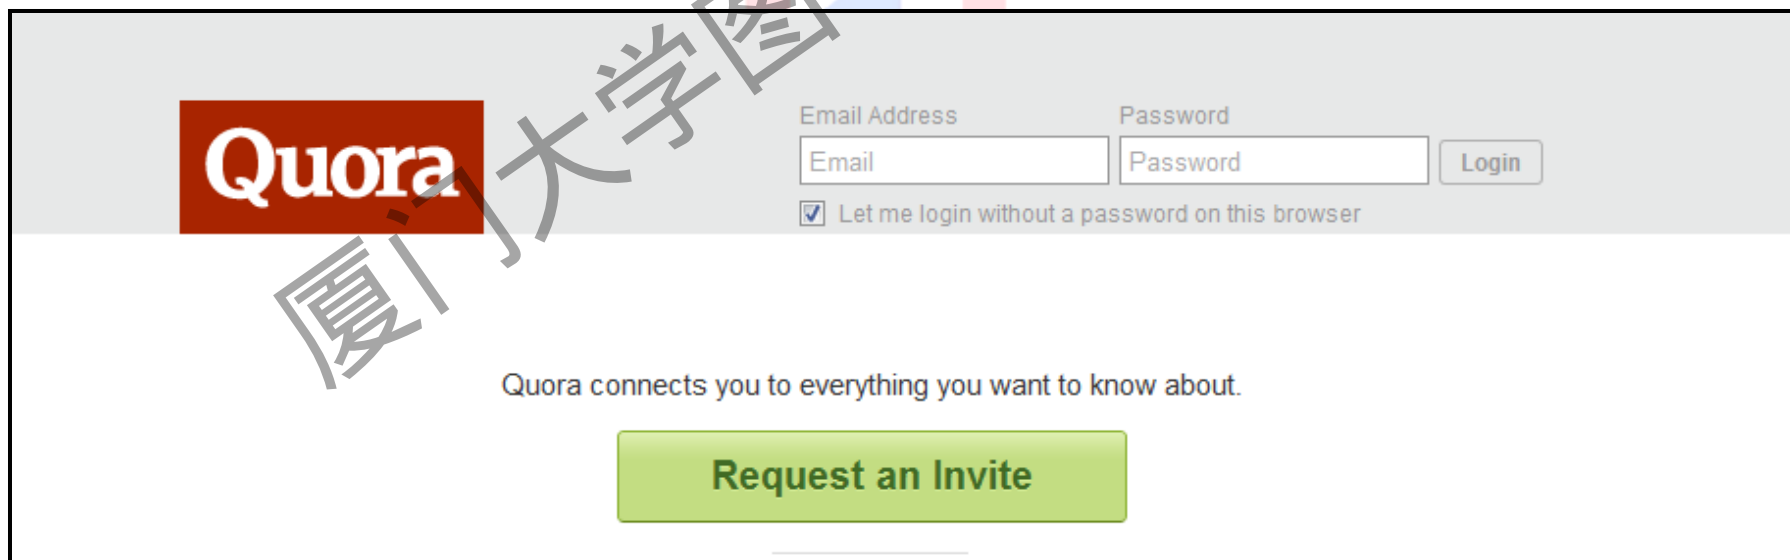 Quora
Email Address
Password
Email
Password
Login
Let me login without a password on this browser
Quora connects you to everything you want to know about.
Request an Invite
厦门大学图